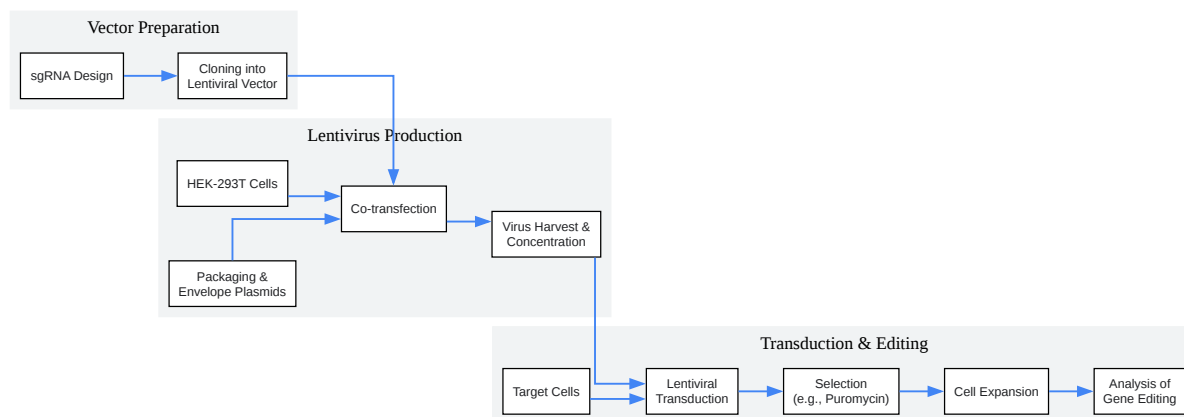 Vector Preparation
sgRNA Design
Cloning into
Lentiviral Vector
Lentivirus Production
HEK-293T Cells
Co-transfection
Packaging &
Envelope Plasmids
Virus Harvest &
Concentration
Transduction & Editing
Target Cells
Lentiviral
Transduction
Selection
(e.g., Puromycin)
Cell Expansion
Analysis of
Gene Editing